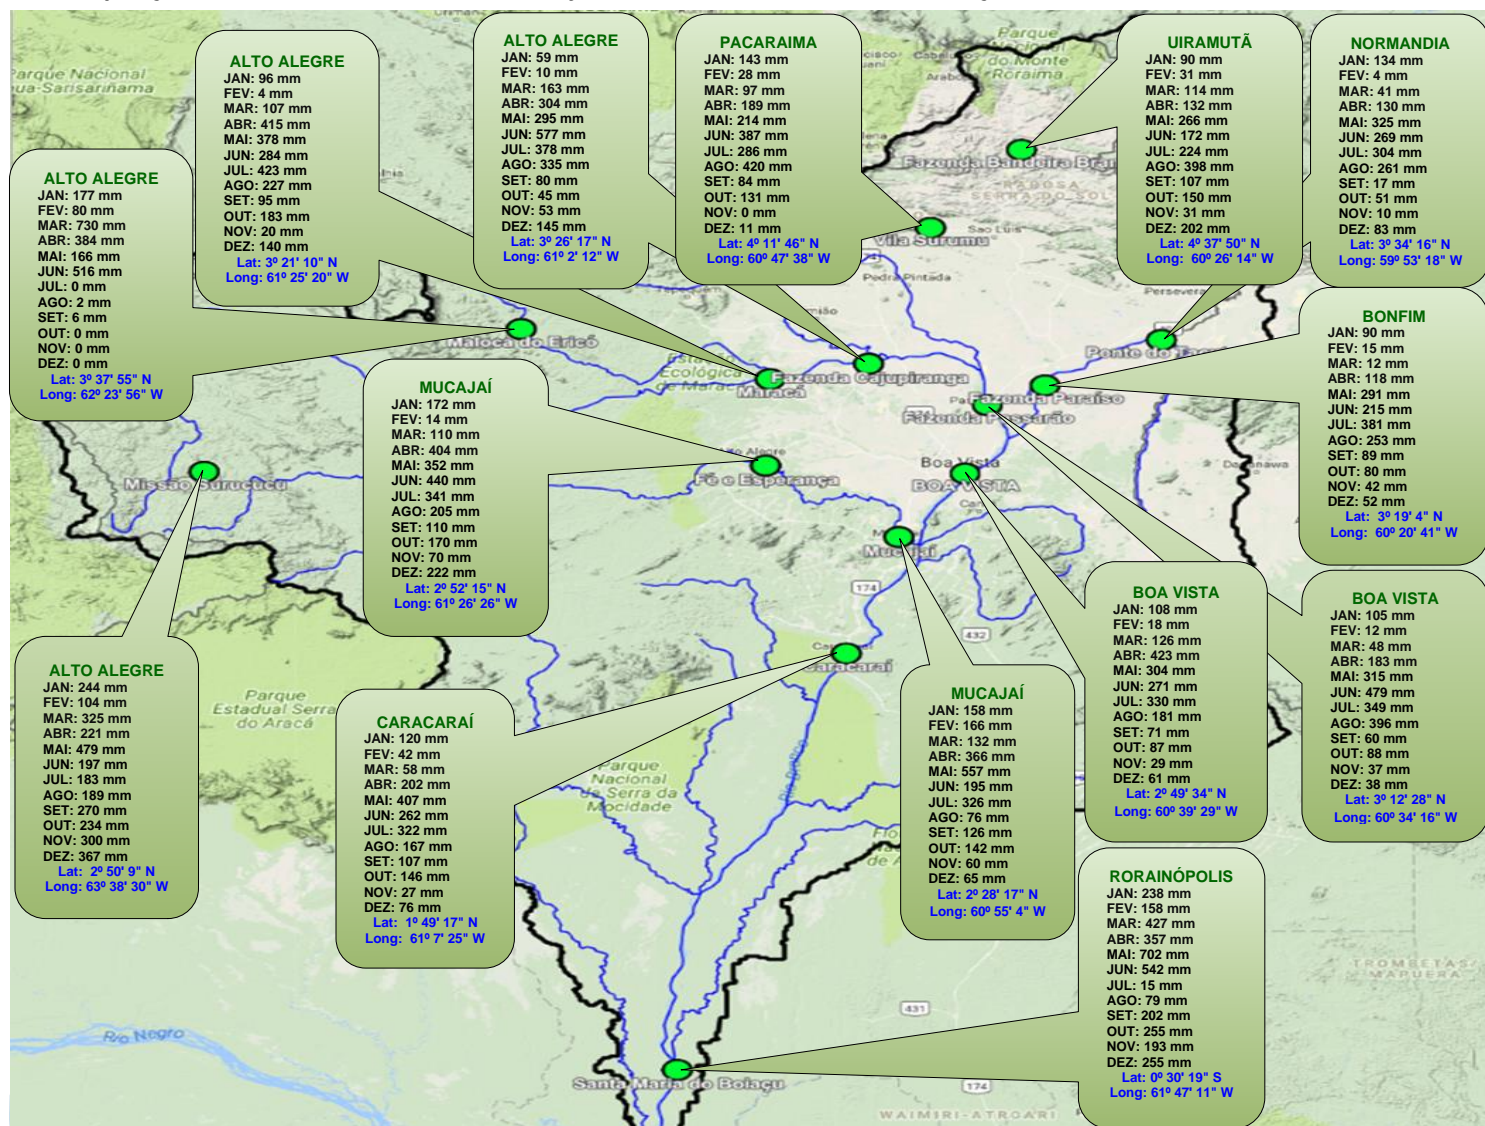 ALTO ALEGRE
JAN: 96 mm
FEV: 4 mm
MAR: 107 mm
ABR: 415 mm
MAI: 378 mm
JUN: 284 mm
JUL: 423 mm
AGO: 227 mm
SET: 95 mm
OUT: 183 mm
NOV: 20 mm
DEZ: 140 mm
Lat: 3º 21' 10" N
Long: 61º 25' 20" W
ALTO ALEGRE
JAN: 59 mm
FEV: 10 mm
MAR: 163 mm
ABR: 304 mm
MAI: 295 mm
JUN: 577 mm
JUL: 378 mm
AGO: 335 mm
SET: 80 mm
OUT: 45 mm
NOV: 53 mm
DEZ: 145 mm
Lat: 3º 26' 17" N
Long: 61º 2' 12" W
PACARAIMA
JAN: 143 mm
FEV: 28 mm
MAR: 97 mm
ABR: 189 mm
MAI: 214 mm
JUN: 387 mm
JUL: 286 mm
AGO: 420 mm
SET: 84 mm
OUT: 131 mm
NOV: 0 mm
DEZ: 11 mm
Lat: 4º 11' 46" N
Long: 60º 47' 38" W
UIRAMUTÃ
JAN: 90 mm
FEV: 31 mm
MAR: 114 mm
ABR: 132 mm
MAI: 266 mm
JUN: 172 mm
JUL: 224 mm
AGO: 398 mm
SET: 107 mm
OUT: 150 mm
NOV: 31 mm
DEZ: 202 mm
Lat: 4º 37' 50" N
Long: 60º 26' 14" W
NORMANDIA
JAN: 134 mm
FEV: 4 mm
MAR: 41 mm
ABR: 130 mm
MAI: 325 mm
JUN: 269 mm
JUL: 304 mm
AGO: 261 mm
SET: 17 mm
OUT: 51 mm
NOV: 10 mm
DEZ: 83 mm
Lat: 3º 34' 16" N
Long: 59º 53' 18" W
ALTO ALEGRE
JAN: 177 mm
FEV: 80 mm
MAR: 730 mm
ABR: 384 mm
MAI: 166 mm
JUN: 516 mm
JUL: 0 mm
AGO: 2 mm
SET: 6 mm
OUT: 0 mm
NOV: 0 mm
DEZ: 0 mm
Lat: 3º 37' 55" N
Long: 62º 23' 56" W
BONFIM
JAN: 90 mm
FEV: 15 mm
MAR: 12 mm
ABR: 118 mm
MAI: 291 mm
JUN: 215 mm
JUL: 381 mm
AGO: 253 mm
SET: 89 mm
OUT: 80 mm
NOV: 42 mm
DEZ: 52 mm
Lat: 3º 19' 4" N
Long: 60º 20' 41" W
MUCAJAÍ
JAN: 172 mm
FEV: 14 mm
MAR: 110 mm
ABR: 404 mm
MAI: 352 mm
JUN: 440 mm
JUL: 341 mm
AGO: 205 mm
SET: 110 mm
OUT: 170 mm
NOV: 70 mm
DEZ: 222 mm
Lat: 2º 52' 15" N
Long: 61º 26' 26" W
BOA VISTA
JAN: 108 mm
FEV: 18 mm
MAR: 126 mm
ABR: 423 mm
MAI: 304 mm
JUN: 271 mm
JUL: 330 mm
AGO: 181 mm
SET: 71 mm
OUT: 87 mm
NOV: 29 mm
DEZ: 61 mm
Lat: 2º 49' 34" N
Long: 60º 39' 29" W
BOA VISTA
JAN: 105 mm
FEV: 12 mm
MAR: 48 mm
ABR: 183 mm
MAI: 315 mm
JUN: 479 mm
JUL: 349 mm
AGO: 396 mm
SET: 60 mm
OUT: 88 mm
NOV: 37 mm
DEZ: 38 mm
Lat: 3º 12' 28" N
Long: 60º 34' 16" W
ALTO ALEGRE
JAN: 244 mm
FEV: 104 mm
MAR: 325 mm
ABR: 221 mm
MAI: 479 mm
JUN: 197 mm
JUL: 183 mm
AGO: 189 mm
SET: 270 mm
OUT: 234 mm
NOV: 300 mm
DEZ: 367 mm
Lat: 2º 50' 9" N
Long: 63º 38' 30" W
CARACARAÍ
JAN: 120 mm
FEV: 42 mm
MAR: 58 mm
ABR: 202 mm
MAI: 407 mm
JUN: 262 mm
JUL: 322 mm
AGO: 167 mm
SET: 107 mm
OUT: 146 mm
NOV: 27 mm
DEZ: 76 mm
Lat: 1º 49' 17" N
Long: 61º 7' 25" W
MUCAJAÍ
JAN: 158 mm
FEV: 166 mm
MAR: 132 mm
ABR: 366 mm
MAI: 557 mm
JUN: 195 mm
JUL: 326 mm
AGO: 76 mm
SET: 126 mm
OUT: 142 mm
NOV: 60 mm
DEZ: 65 mm
Lat: 2º 28' 17" N
Long: 60º 55' 4" W
RORAINÓPOLIS
JAN: 238 mm
FEV: 158 mm
MAR: 427 mm
ABR: 357 mm
MAI: 702 mm
JUN: 542 mm
JUL: 15 mm
AGO: 79 mm
SET: 202 mm
OUT: 255 mm
NOV: 193 mm
DEZ: 255 mm
Lat: 0º 30' 19" S
Long: 61º 47' 11" W
Parque Nacional
Parque
do Monte
Roraima
Fazenda Bandeira
RAPOSA
Vila Surumu
Sao Luis
Pedra Pintada
Maloca do Ericó
Ponte do
Estação
Ecológica
de Maracá
Fazenda Cajupiranga
Maracá
Fazenda Paraíso
Fazenda Passarão
Missão Surucucu
Fé e Esperança
Boa Vista
BOA VISTA
Mucajaí
174
432
Caracaraí
Parque
Estadual Serra
do Aracá
Parque
Nacional
da Serra da
Mocidade
Rio Branco
Rio Negro
431
TROMBETAS/
MAPUERA
Santa Maria do Boiaçu
174
WAIMIRI-ATROARI